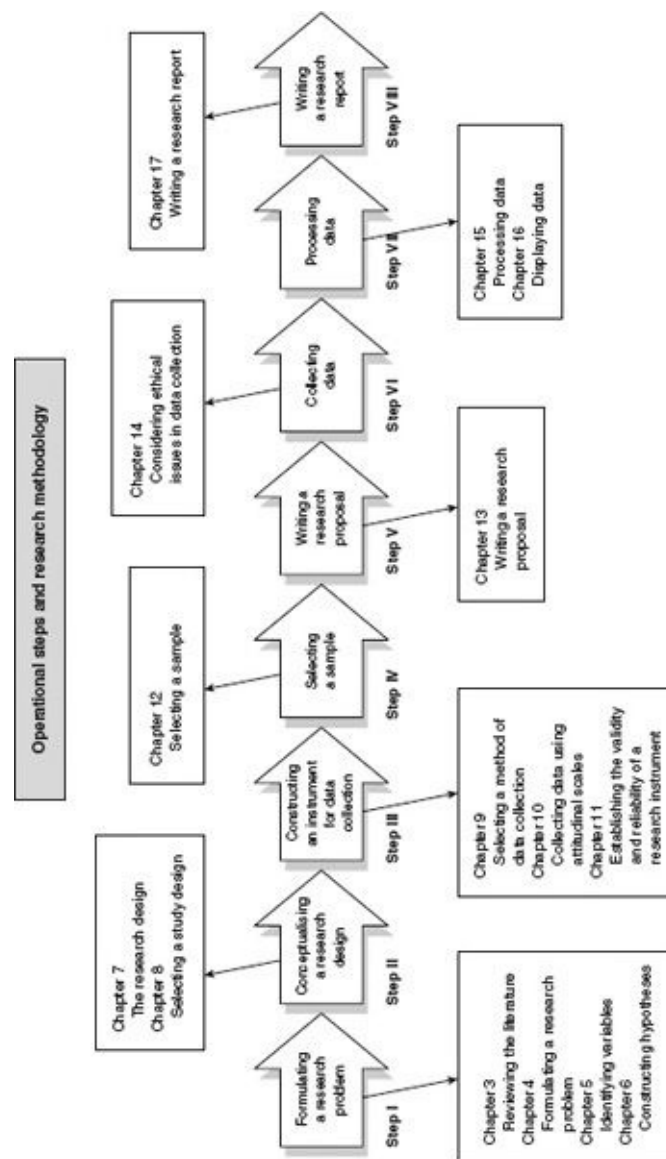 Operational steps and research methodology
Chapter 7
The research design
Chapter 8
Selecting a study design
Chapter 12
Selecting a sample
Chapter 14
Considering ethical
issues in data collection
Chapter 17
Writing a research report
Formulating
a research
problem
Step I
Conceptualising
a research
design
Step II
Constructing
an instrument
for data
collection
Step III
Selecting
a sample
Step IV
Writing a
research
proposal
Step V
Collecting
data
Step VI
Processing
data
Step VII
Writing
a research
report
Step VIII
Chapter 3
Reviewing the literature
Chapter 4
Formulating a research
problem
Chapter 5
Identifying variables
Chapter 6
Constructing hypotheses
Chapter 9
Selecting a method of
data collection
Chapter 10
Collecting data using
attitudinal scales
Chapter 11
Establishing the validity
and reliability of a
research instrument
Chapter 13
Writing a research
proposal
Chapter 15
Processing data
Chapter 16
Displaying data